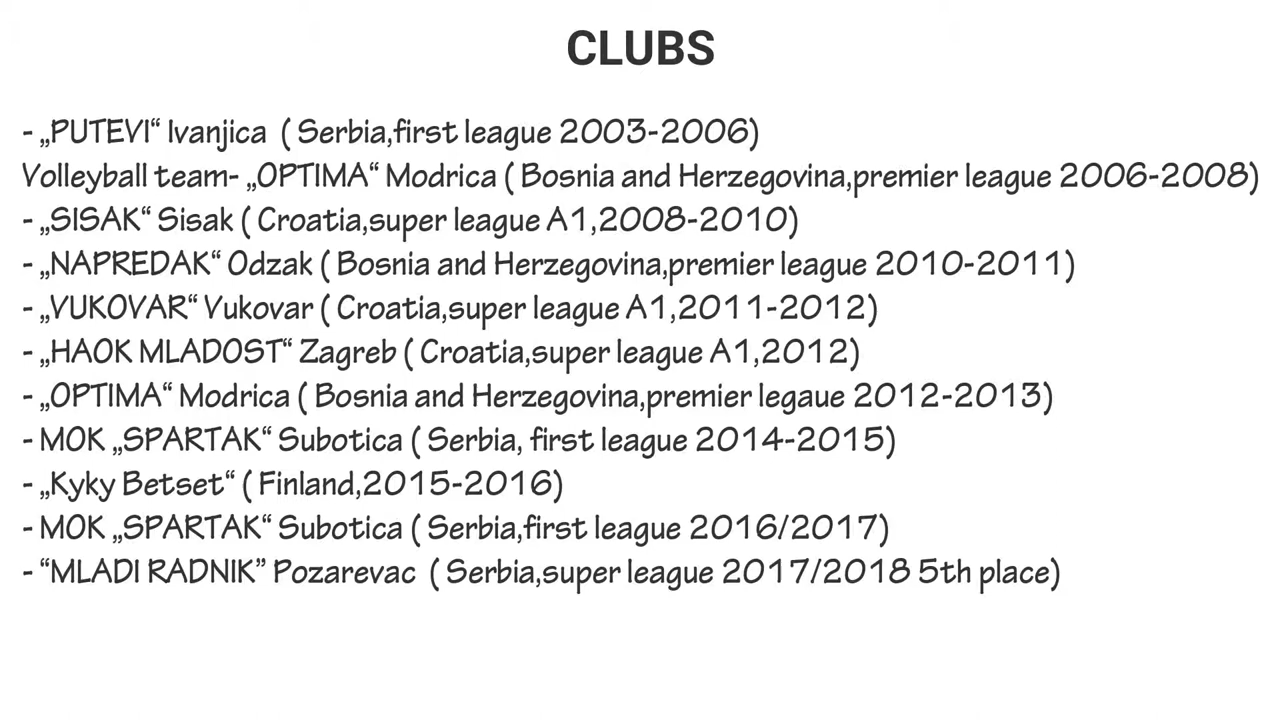 CLUBS
- „PUTEVI“ Ivanjica ( Serbia,first league 2003-2006)
Volleyball team- „OPTIMA“ Modrica ( Bosnia and Herzegovina,premier league 2006-2008)
- „SISAK“ Sisak ( Croatia,super league A1,2008-2010)
- „NAPREDAK“ Odzak ( Bosnia and Herzegovina,premier league 2010-2011)
- „VUKOVAR“ Vukovar ( Croatia,super league A1,2011-2012)
- „HAOK MLADOST“ Zagreb ( Croatia,super league A1,2012)
- „OPTIMA“ Modrica ( Bosnia and Herzegovina,premier legaue 2012-2013)
- MOK „SPARTAK“ Subotica ( Serbia, first league 2014-2015)
- „Kyky Betset“ ( Finland,2015-2016)
- MOK „SPARTAK“ Subotica ( Serbia,first league 2016/2017)
- “MLADI RADNIK” Pozarevac ( Serbia,super league 2017/2018 5th place)